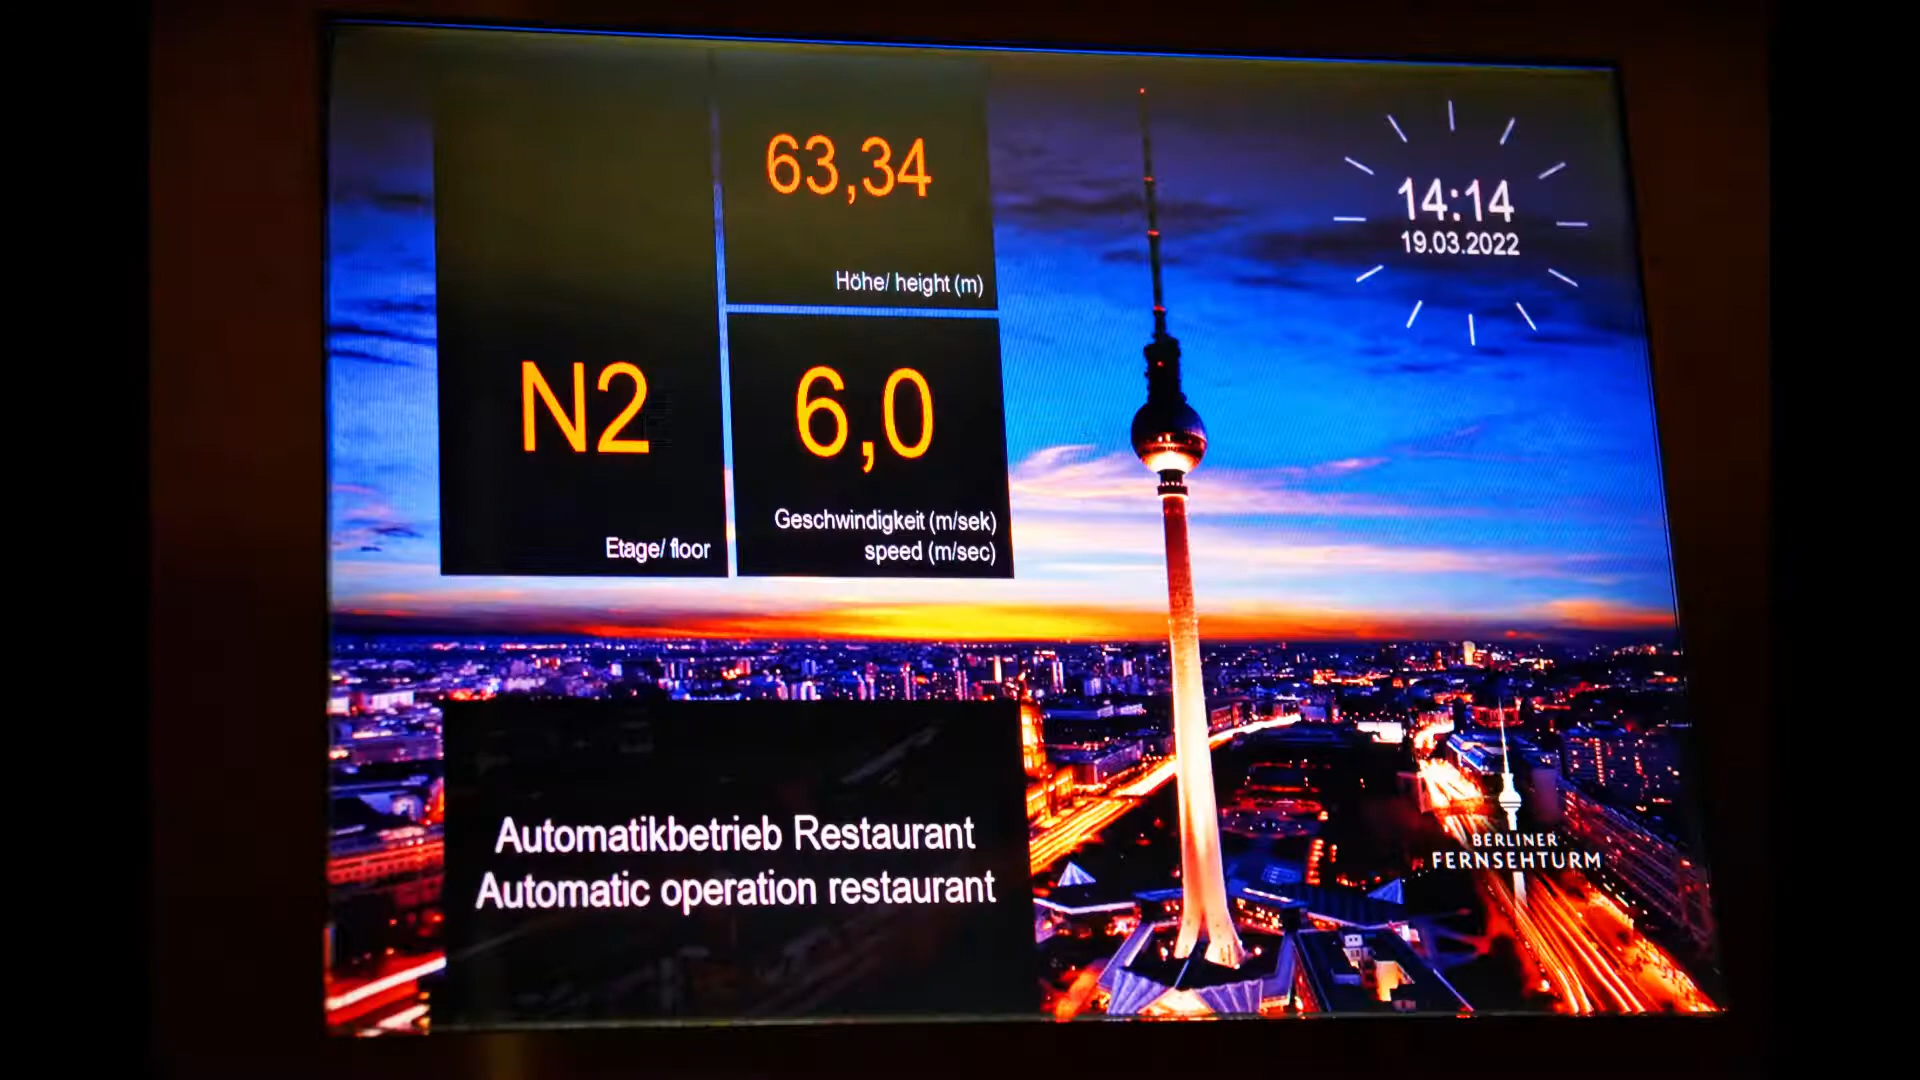 63,34
Höhe/ height (m)
N2
Etage/ floor
6,0
Geschwindigkeit (m/sek)
speed (m/sec)
14:14
19.03.2022
Automatikbetrieb Restaurant
Automatic operation restaurant
BERLINER
FERNSEHTURM